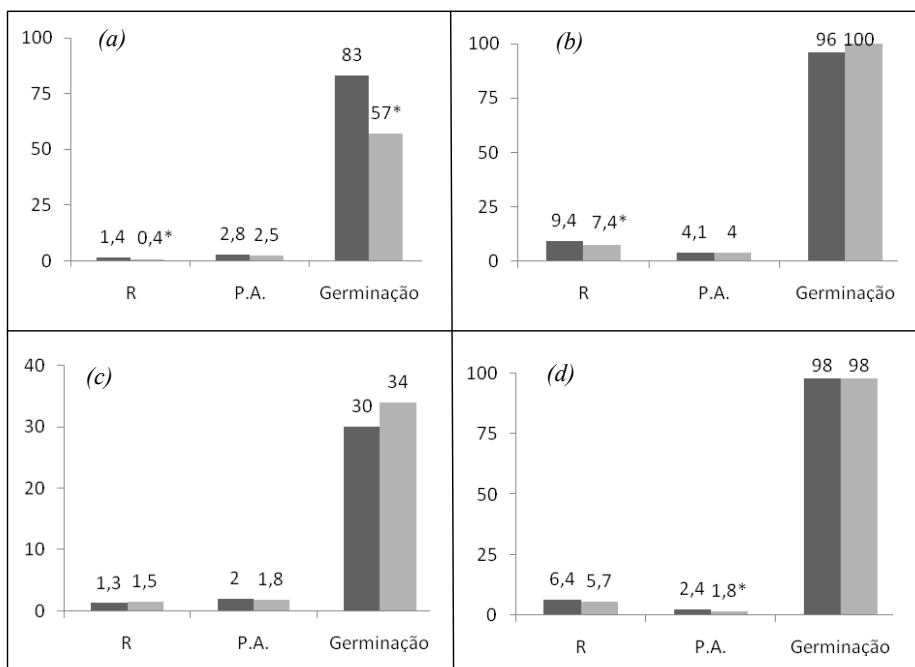 (a)
100
75
50
25
0
1,4 0,4* 2,8 2,5 83 57*
R P.A. Germinação
(b)
100
75
50
25
0
9,4 7,4* 4,1 4 96 100
R P.A. Germinação
(c)
40
30
20
10
0
1,3 1,5 2 1,8 30 34
R P.A. Germinação
(d)
100
75
50
25
0
6,4 5,7 2,4 1,8* 98 98
R P.A. Germinação